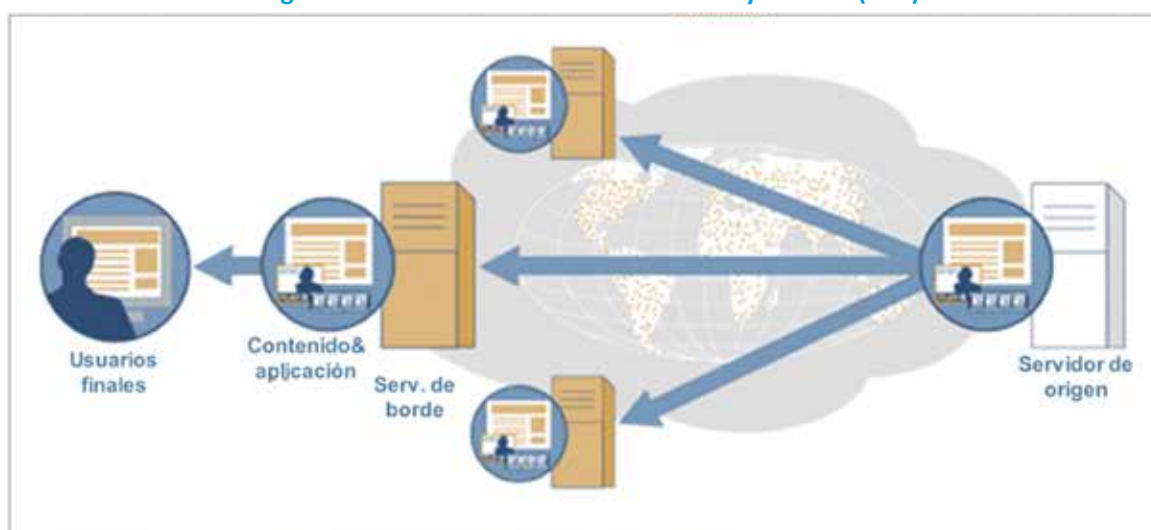 Usuarios
finales
Contenido&
aplicación
Serv. de
borde
Servidor de
origen